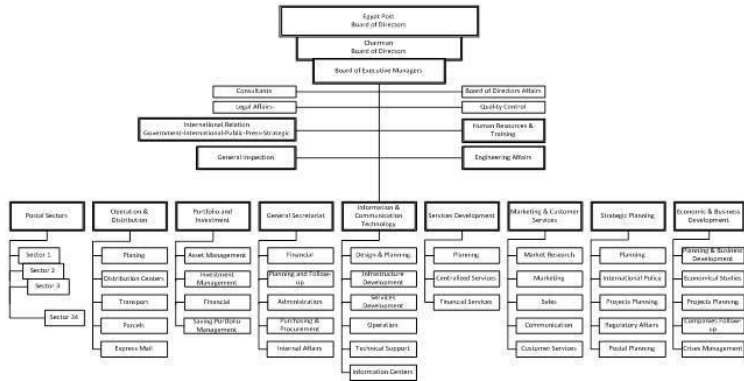 Egypt Post
Board of Directors
Chairman
Board of Directors
Board of Executive Managers
Consultants
Board of Directors Affairs
Legal Affairs
Quality Control
International Relation
Government-International-Public-Press-Strategic
Human Resources &
Training
General Inspection
Engineering Affairs
Postal Sectors
Operation &
Distribution
Portfolio and
Investment
General Secretariat
Information &
Communication
Technology
Services Development
Marketing & Customer
Services
Strategic Planning
Economic & Business
Development
Sector 1
Sector 2
Sector 3
Sector 34
Planing
Distribution Centers
Transport
Parcels
Express Mail
Asset Management
Investment
Management
Financial
Saving Portfolio
Management
Financial
Planning and Follow-
up
Administration
Purchasing &
Procurement
Internal Affairs
Design & Planning
Infrastructure
Development
Services
Development
Operation
Technical Support
Information Centers
Planning
Centralized Services
Financial Services
Market Research
Marketing
Sales
Communication
Customer Services
Planning
International Policy
Projects Planning
Regulatory Affairs
Postal Planning
Planning & Business
Development
Economical Studies
Projects Planning
Companies Follow-
up
Crises Management